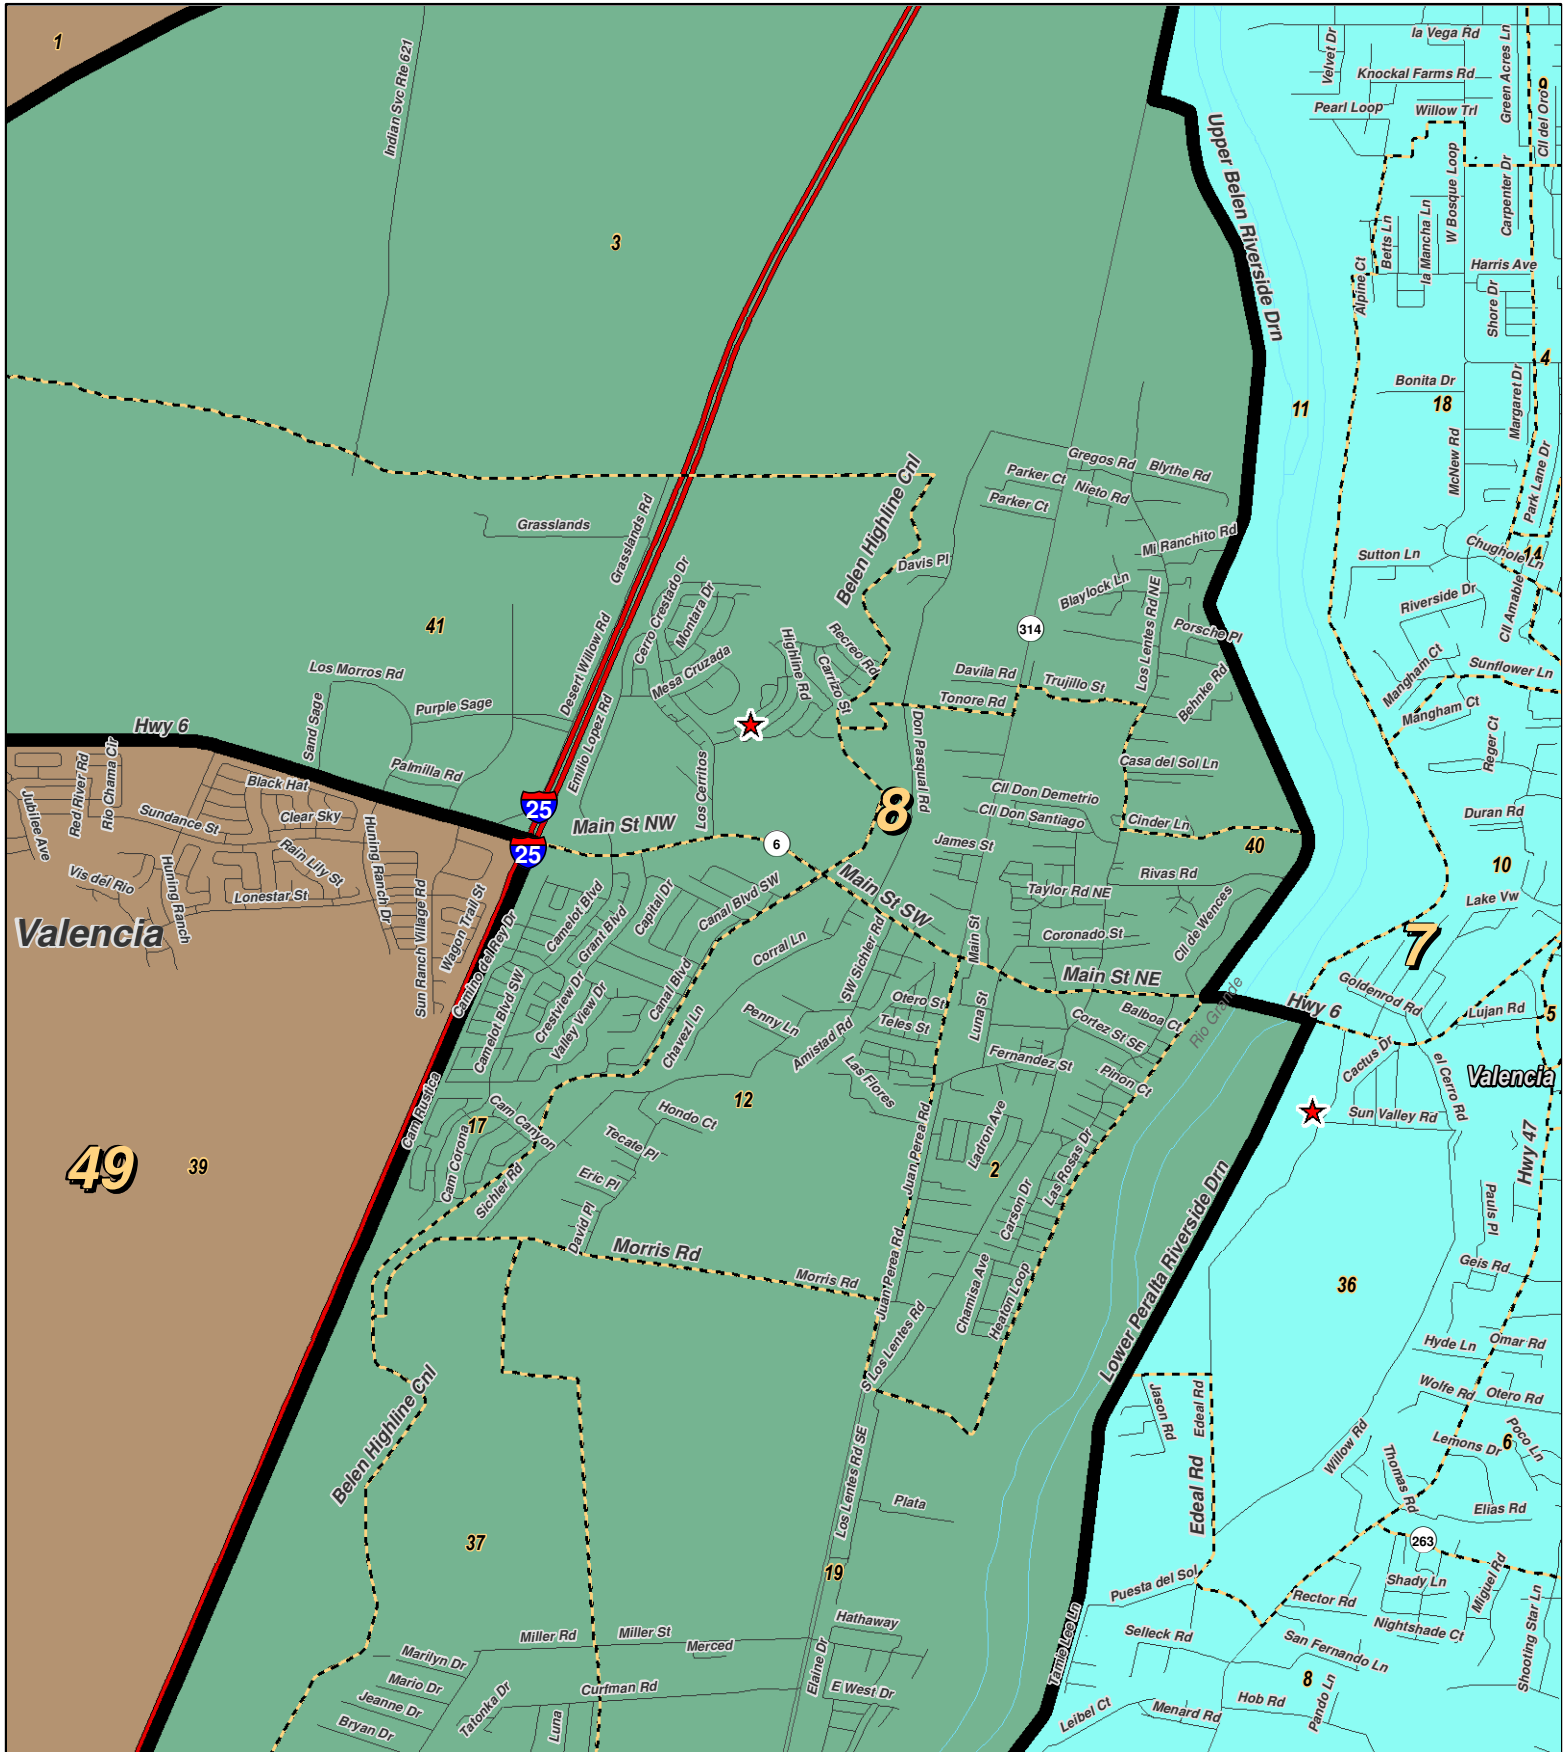 1
Indian Svc Rte 621
3
Upper Belen Riverside Drn
Velvet Dr
la Vega Rd
Green Acres Ln
Knockal Farms Rd
9
Pearl Loop
Willow Trl
Cll del Oro
W Bosque Loop
Carpenter Dr
Betts Ln
la Mancha Ln
Harris Ave
Alpine Ct
Shore Dr
4
Bonita Dr
18
11
Margaret Dr
McNew Rd
Park Lane Dr
Gregos Rd
Blythe Rd
Parker Ct
Nieto Rd
Parker Ct
Belen Highline Cnl
Grasslands
Grasslands Rd
Mi Ranchito Rd
Davis Pl
Sutton Ln
Chughole Ln
14
Blaylock Ln
Los Lentes Rd NE
Riverside Dr
Cll Amable
Cerro Crestado Dr
Montara Dr
41
314
Porsche Pl
Desert Willow Rd
Highline Rd
Recreo Rd
Carrizo St
Mesa Cruzada
Los Morros Rd
Davila Rd
Trujillo St
Tonore Rd
Behnke Rd
Mangham Ct
Sunflower Ln
Mangham Ct
Sand Sage
Purple Sage
Emilio Lopez Rd
Hwy 6
Don Pasqual Rd
Reger Ct
Palmilla Rd
Los Cerritos
Casa del Sol Ln
Red River Rd
Rio Chama Cir
Black Hat
Jubilee Ave
Sundance St
Clear Sky
25
25
Main St NW
8
Cll Don Demetrio
Cll Don Santiago
Cinder Ln
Duran Rd
6
James St
40
10
Rain Lily St
Huning Ranch Dr
Vis del Rio
Huning Ranch
Lonestar St
Sun Ranch Village Rd
Wagon Trail St
Camelot Blvd
Grant Blvd
Capital Dr
Canal Blvd SW
Main St SW
Rivas Rd
Taylor Rd NE
Lake Vw
Valencia
Camino del Rey Dr
Corral Ln
SW Sichler Rd
Main St
Coronado St
Cll de Wences
7
Camelot Blvd SW
Crestview Dr
Valley View Dr
Canal Blvd
Chavez Ln
Main St NE
Goldenrod Rd
Hwy 6
Lujan Rd
5
Otero St
Teles St
Luna St
Balboa Ct
Cortez St SE
Rio Grande
Penny Ln
Amistad Rd
Fernandez St
Piron Ct
Cactus Dr
el Cerro Rd
Valencia
Las Flores
Cam Rustica
17
Cam Canyon
12
Hondo Ct
Sun Valley Rd
Hwy 47
49
39
Cam Corona
Tecate Pl
Eric Pl
Juan Perea Rd
Ladron Ave
2
Las Rosas Dr
Carson Dr
Sichler Rd
David Pl
Pauls Pl
Morris Rd
Morris Rd
Juan Perea Rd
Chamisa Ave
Heaton Loop
Lower Peralta Riverside Drn
Geis Rd
36
S Los Lentes Rd
Hyde Ln
Omar Rd
Belen Highline Cnl
Jason Rd
Edeal Rd
Wolfe Rd
Otero Rd
Poco Ln
Lemons Dr
6
Willow Rd
Thomas Rd
Los Lentes Rd SE
Plata
Edeal Rd
Elias Rd
37
263
19
Puesta del Sol
Shady Ln
Miguel Rd
Rector Rd
Shooting Star Ln
Hathaway
Nightshade Ct
Miller Rd
Miller St
Merced
Tamie Lee Ln
Selleck Rd
San Fernando Ln
Marilyn Dr
Mario Dr
Jeanne Dr
Bryan Dr
Tatonka Dr
Luna
Curfman Rd
Elaine Dr
E West Dr
8
Hob Rd
Pando Ln
Leibel Ct
Menard Rd